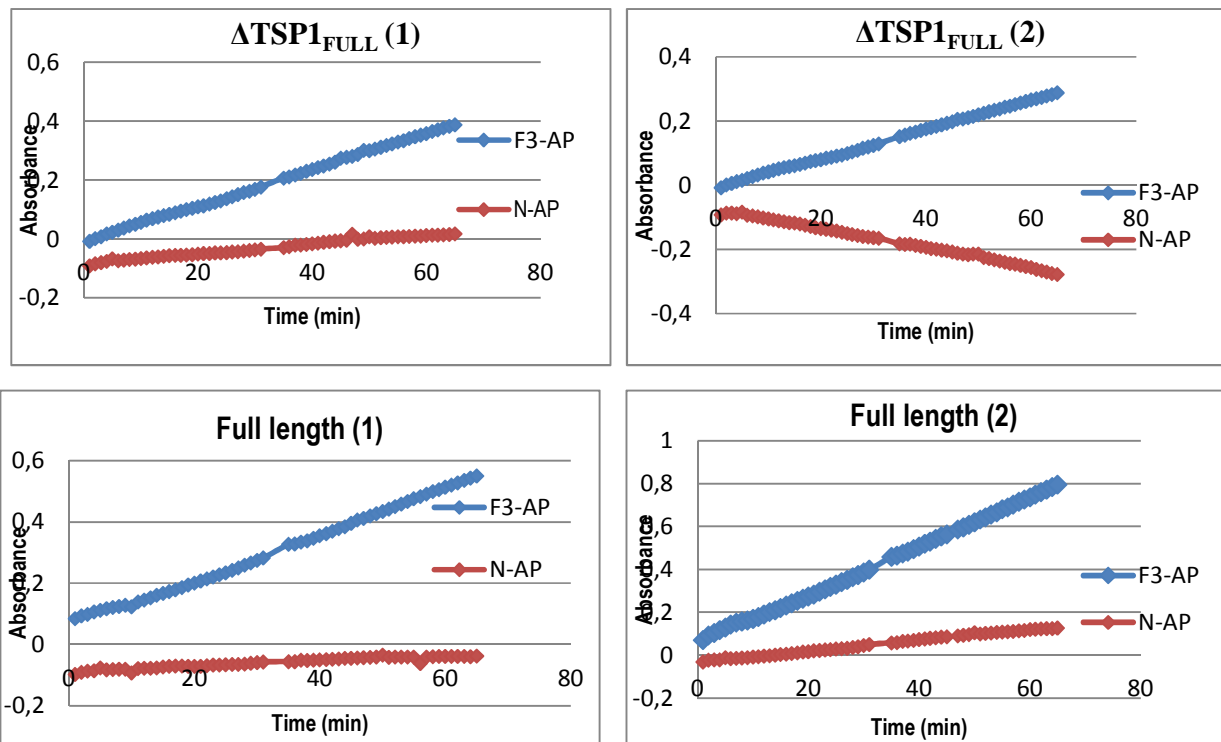 ΔTSP1FULL (1)
0,6
0,4
0,2
0
-0,2
Absorbance
0
20
40
60
80
Time (min)
F3-AP
N-AP
ΔTSP1FULL (2)
0,4
0,2
0
-0,2
-0,4
Absorbance
0
20
40
60
80
Time (min)
F3-AP
N-AP
Full length (1)
0,6
0,4
0,2
0
-0,2
Absorbance
0
20
40
60
80
Time (min)
F3-AP
N-AP
Full length (2)
1
0,8
0,6
0,4
0,2
0
-0,2
Absorbance
0
20
40
60
80
Time (min)
F3-AP
N-AP